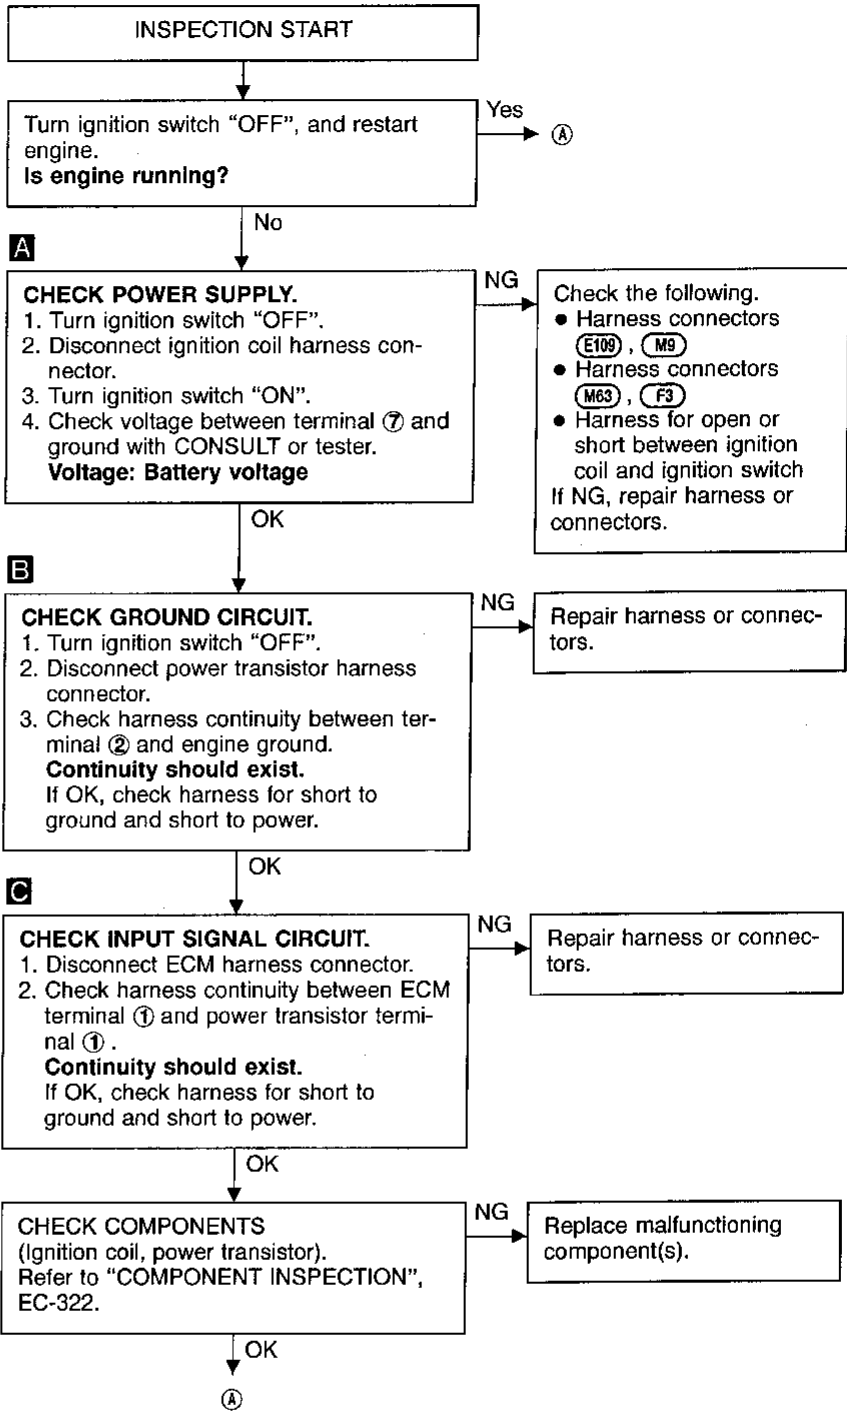 INSPECTION START
Turn ignition switch “OFF”, and restart
engine.
Is engine running?
Yes
Ⓐ
No
A
CHECK POWER SUPPLY.
1. Turn ignition switch “OFF”.
2. Disconnect ignition coil harness con-
nector.
3. Turn ignition switch “ON”.
4. Check voltage between terminal ⑦ and
ground with CONSULT or tester.
Voltage: Battery voltage
NG
Check the following.
● Harness connectors
E109 , M9
● Harness connectors
M63 , F3
● Harness for open or
short between ignition
coil and ignition switch
If NG, repair harness or
connectors.
OK
B
CHECK GROUND CIRCUIT.
1. Turn ignition switch “OFF”.
2. Disconnect power transistor harness
connector.
3. Check harness continuity between ter-
minal ② and engine ground.
Continuity should exist.
If OK, check harness for short to
ground and short to power.
NG
Repair harness or connec-
tors.
OK
C
CHECK INPUT SIGNAL CIRCUIT.
1. Disconnect ECM harness connector.
2. Check harness continuity between ECM
terminal ① and power transistor termi-
nal ① .
Continuity should exist.
If OK, check harness for short to
ground and short to power.
NG
Repair harness or connec-
tors.
OK
CHECK COMPONENTS
(Ignition coil, power transistor).
Refer to “COMPONENT INSPECTION”,
EC-322.
NG
Replace malfunctioning
component(s).
OK
Ⓐ